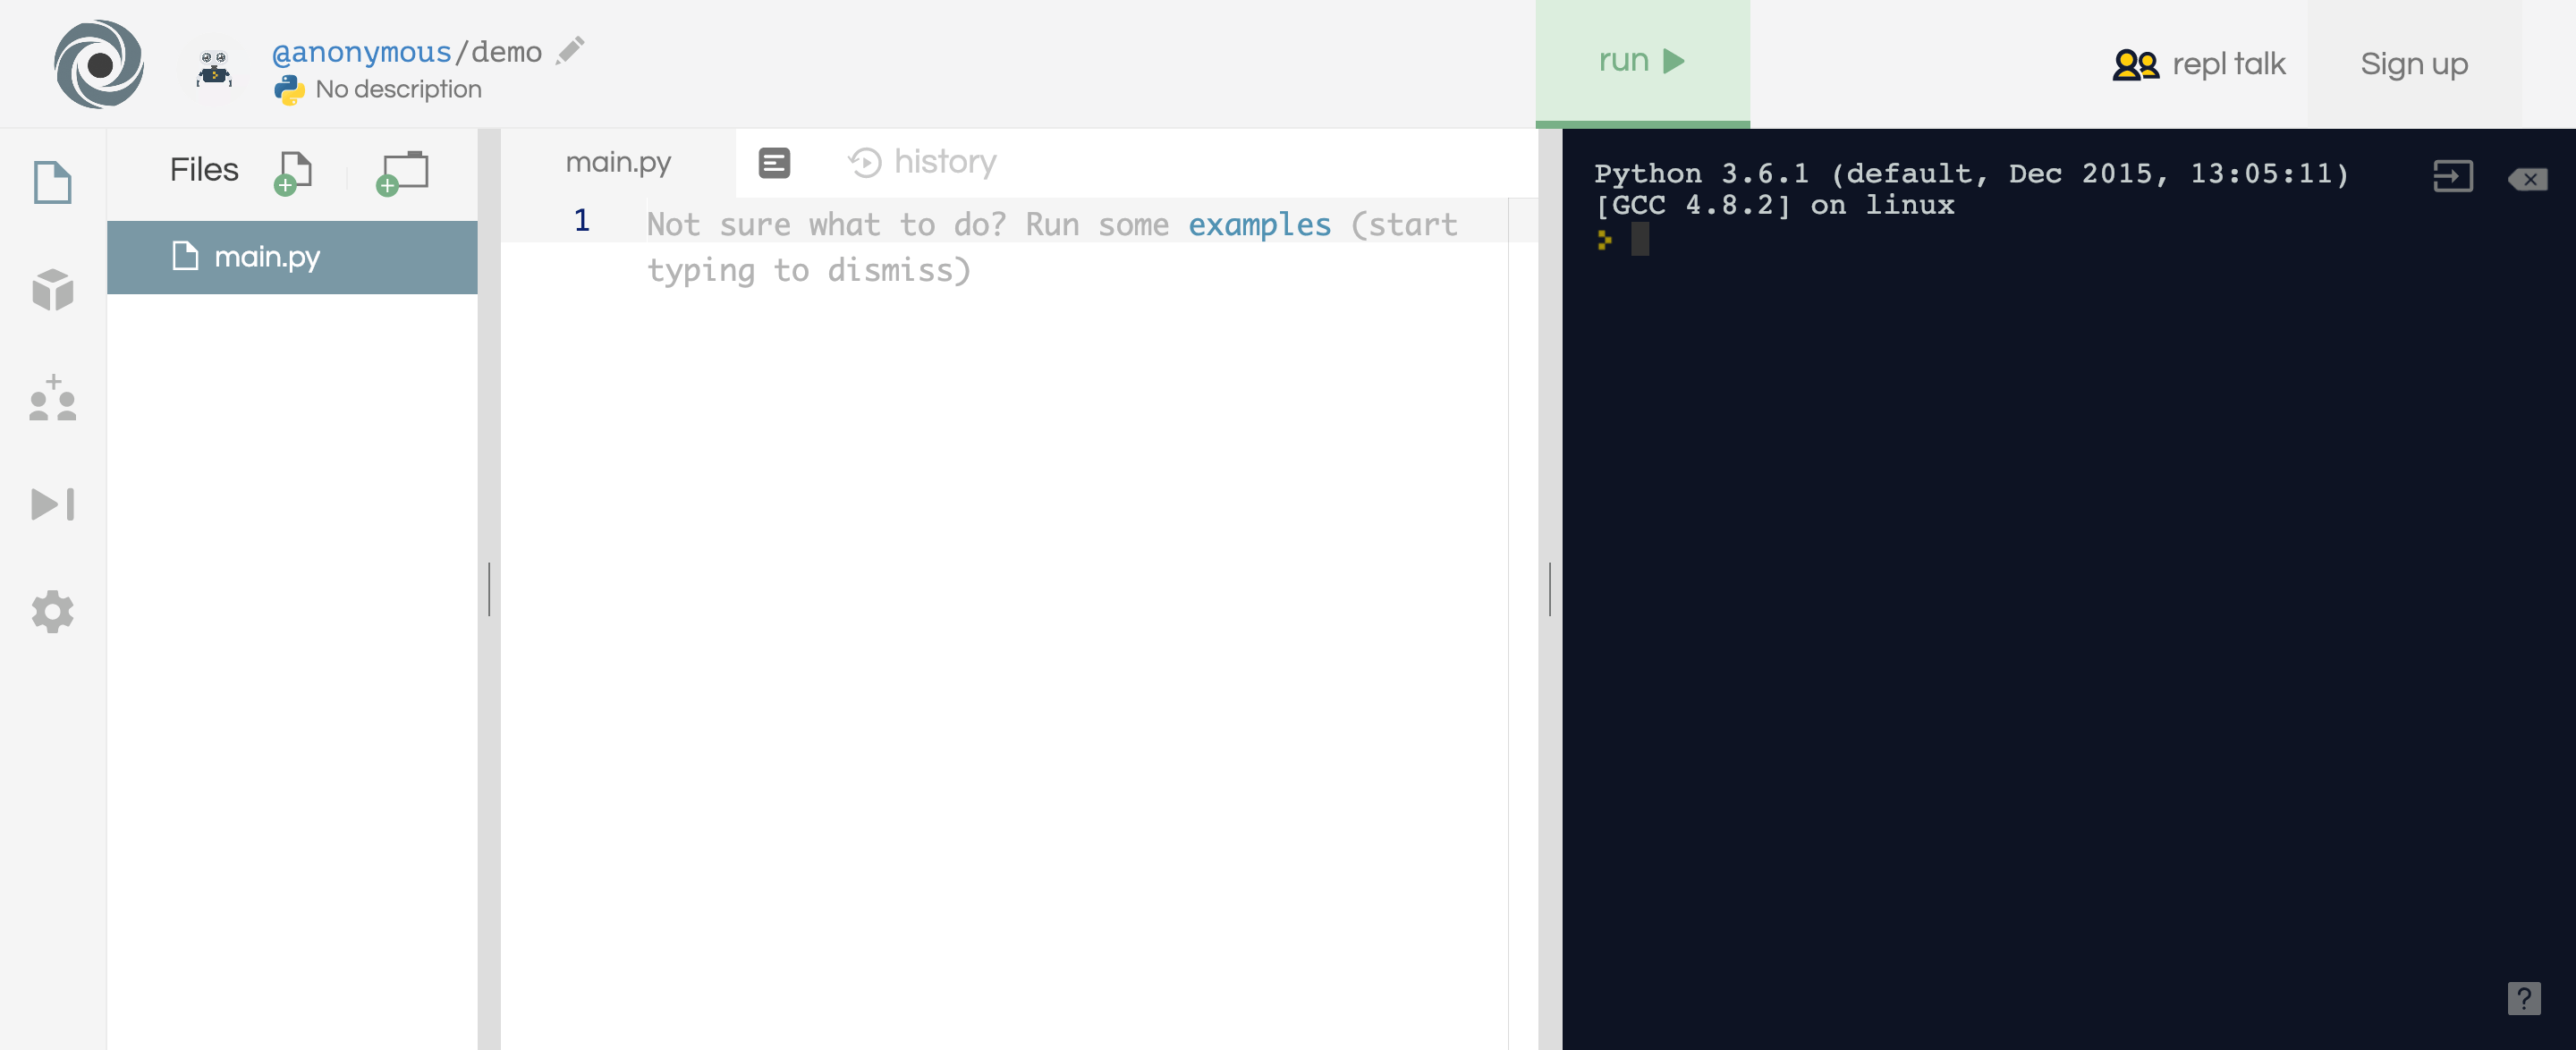 @anonymous/demo
No description
run
repl talk
Sign up
Files
main.py
main.py
history
1
Not sure what to do? Run some examples (start
typing to dismiss)
Python 3.6.1 (default, Dec 2015, 13:05:11)
[GCC 4.8.2] on linux
?